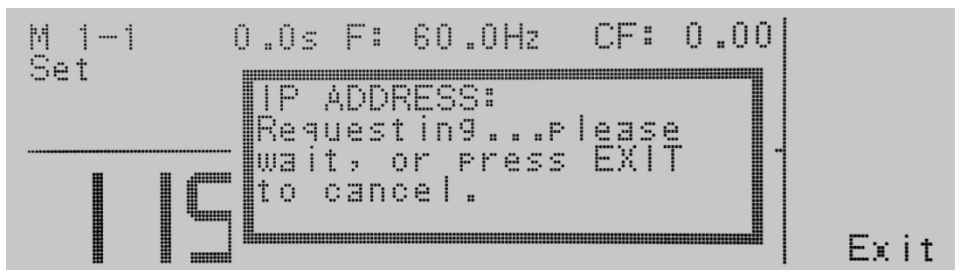 M 1-1 0.0s F: 60.0Hz CF: 0.00
Set
IP ADDRESS:
Requesting...please
wait, or press EXIT
to cancel.
115
Exit